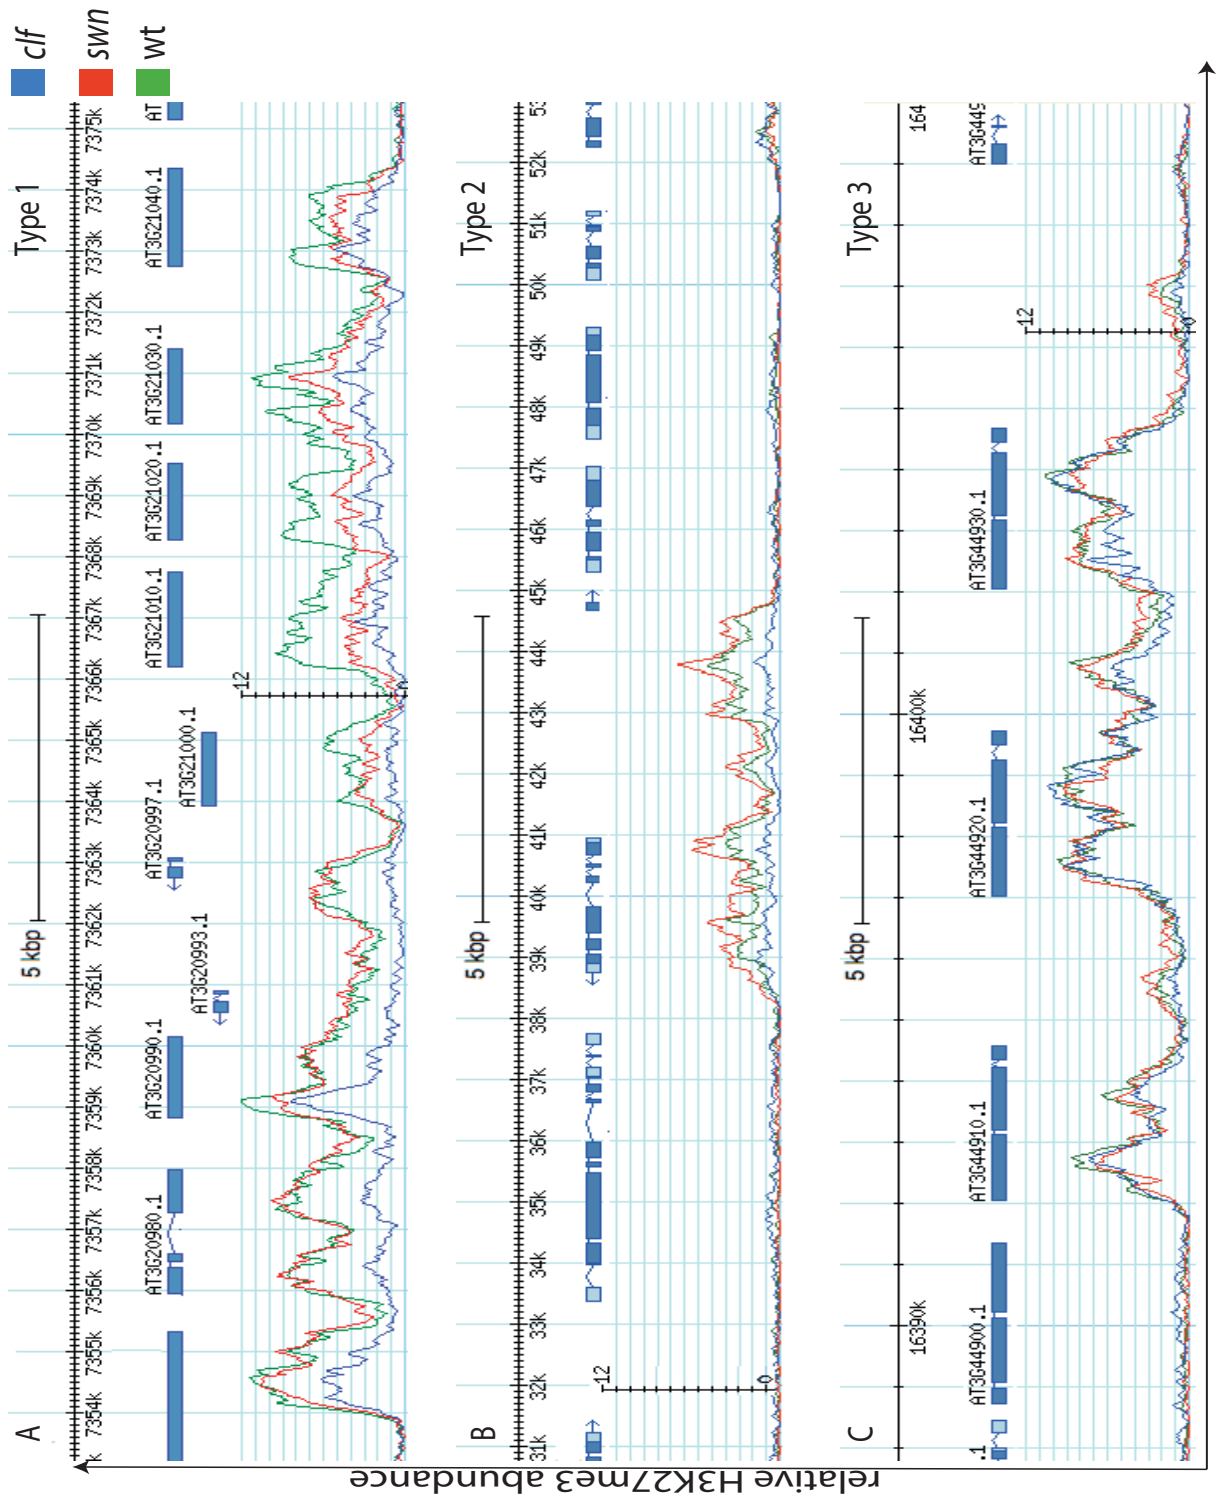 clf
swn
wt
A
Type 1
5 kbp
k 7354k 7355k 7356k 7357k 7358k 7359k 7360k 7361k 7362k 7363k 7364k 7365k 7366k 7367k 7368k 7369k 7370k 7371k 7372k 7373k 7374k 7375k
AT3G20980.1 AT3G20990.1 AT3G20997.1 AT3G21010.1 AT3G21020.1 AT3G21030.1 AT3G21040.1 AT
AT3G20993.1 AT3G21000.1
12
0
B
Type 2
5 kbp
31k 32k 33k 34k 35k 36k 37k 38k 39k 40k 41k 42k 43k 44k 45k 46k 47k 48k 49k 50k 51k 52k 53
12
0
C
Type 3
5 kbp
16390k 16400k 164
.1 AT3G44900.1 AT3G44910.1 AT3G44920.1 AT3G44930.1 AT3G449
12
0
relative H3K27me3 abundance